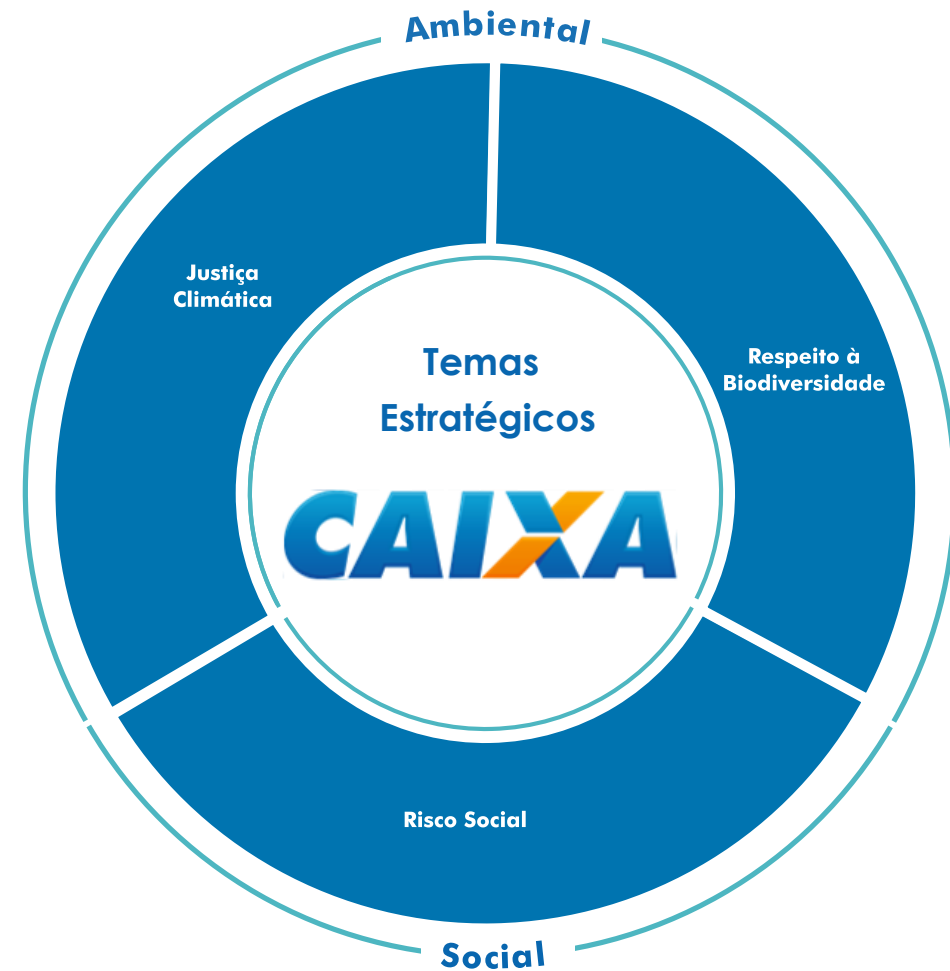 Ambiental
Justiça
Climática
Respeito à
Biodiversidade
Temas
Estratégicos
CAIXA
Risco Social
Social